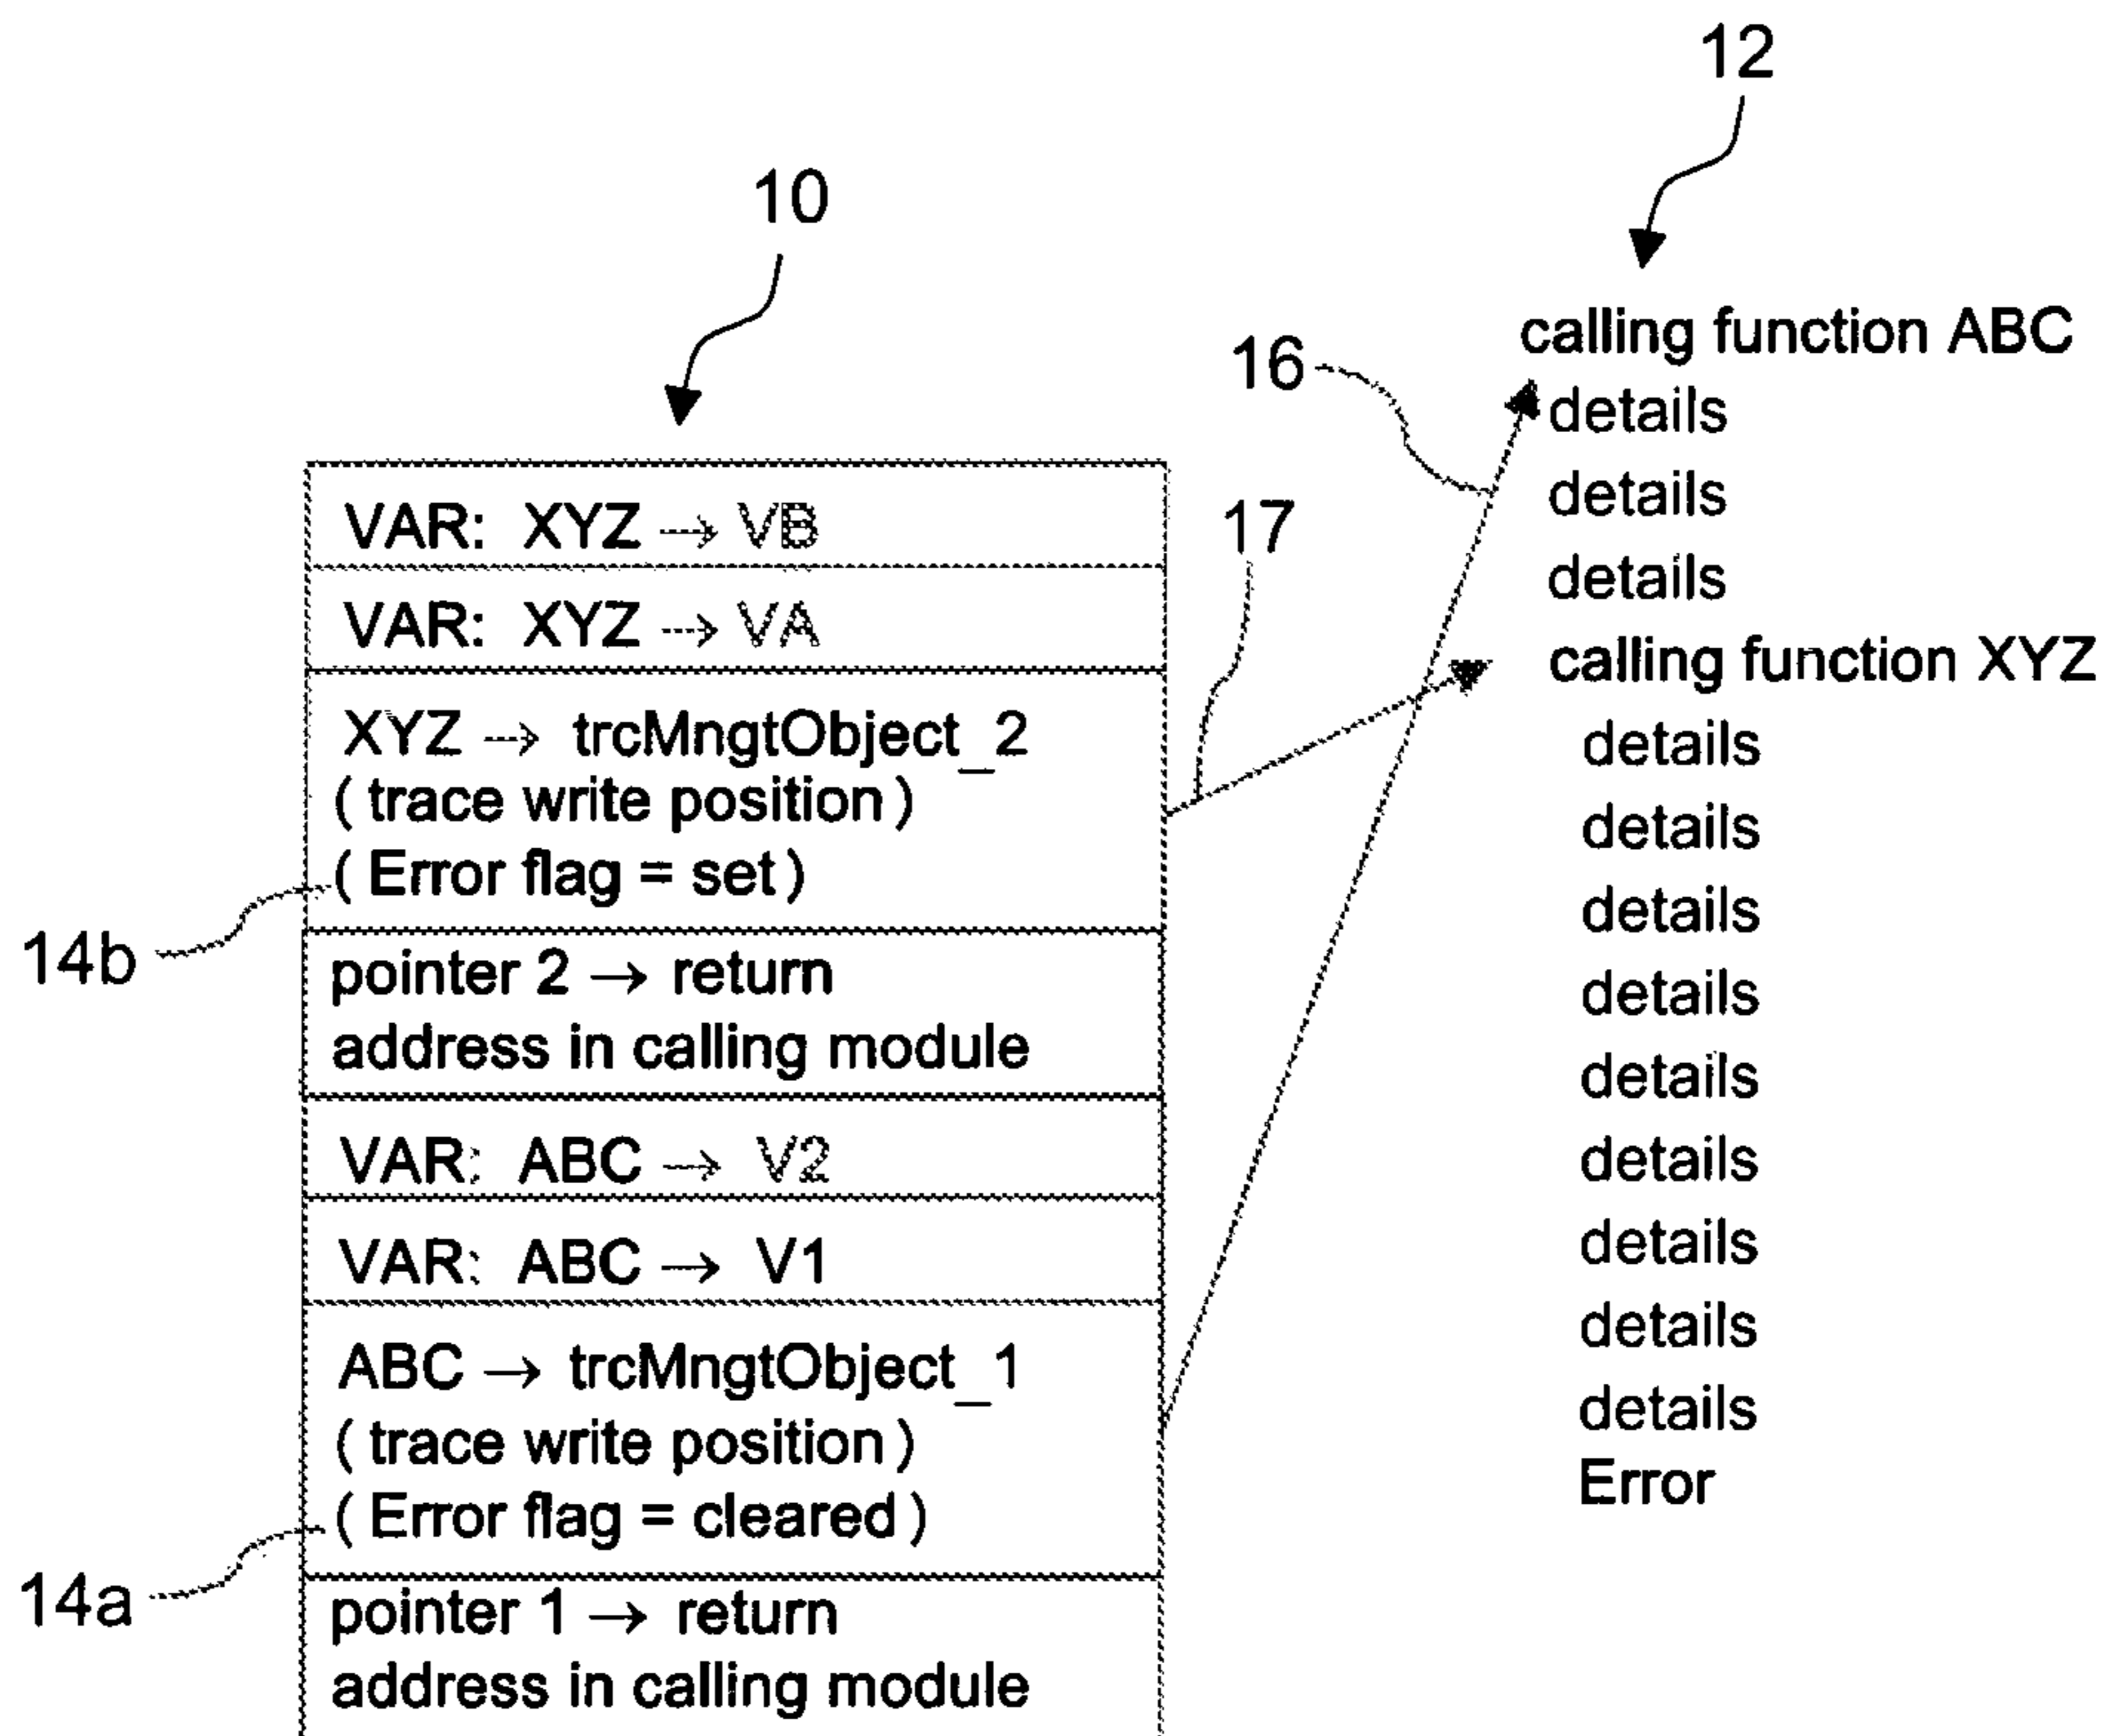 12
10
calling function ABC
16
details
details
17
VAR: XYZ → VB
details
VAR: XYZ → VA
calling function XYZ
XYZ → trcMngtObject_2
( trace write position )
( Error flag = set )
14b
pointer 2 → return
address in calling module
VAR: ABC → V2
VAR: ABC → V1
ABC → trcMngtObject_1
( trace write position )
( Error flag = cleared )
14a
pointer 1 → return
address in calling module
details
details
details
details
details
details
details
details
details
Error